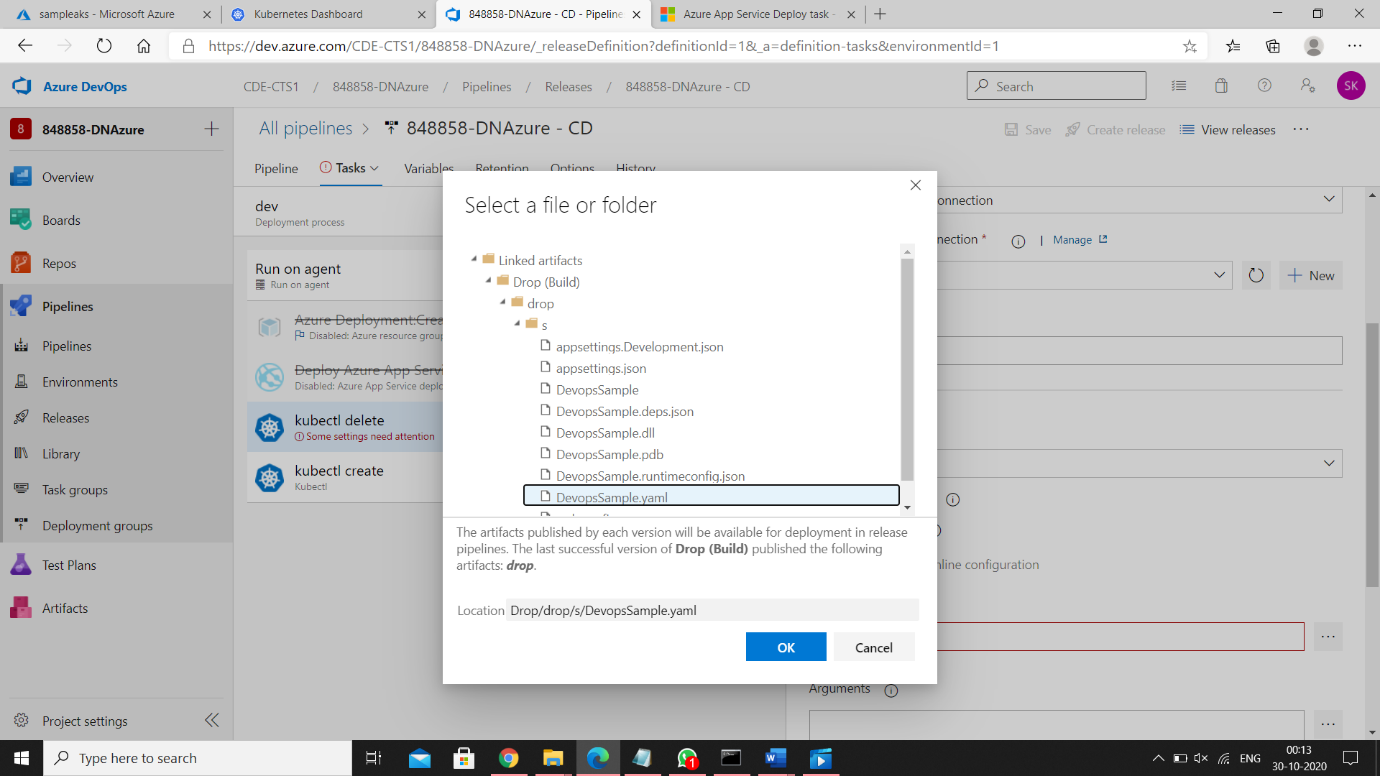 sampleaks - Microsoft Azure
Kubernetes Dashboard
848858-DNAzure - CD - Pipeline
Azure App Service Deploy task -
https://dev.azure.com/CDE-CTS1/848858-DNAzure/_releaseDefinition?definitionId=1&_a=definition-tasks&environmentId=1
Azure DevOps
CDE-CTS1 / 848858-DNAzure / Pipelines / Releases / 848858-DNAzure - CD
Search
SK
8 848858-DNAzure
All pipelines > 848858-DNAzure - CD
Save
Create release
View releases
Pipeline
Tasks
Variables
Retention
Options
History
Overview
Boards
Repos
Pipelines
Pipelines
Environments
Releases
Library
Task groups
Deployment groups
Test Plans
Artifacts
Project settings
dev
Deployment process
Run on agent
Run on agent
Azure Deployment:Crea
Disabled: Azure resource group
Deploy Azure App Serv
Disabled: Azure App Service deplo
kubectl delete
Some settings need attention
kubectl create
Kubectl
Select a file or folder
Linked artifacts
Drop (Build)
drop
s
appsettings.Development.json
appsettings.json
DevopsSample
DevopsSample.deps.json
DevopsSample.dll
DevopsSample.pdb
DevopsSample.runtimeconfig.json
DevopsSample.yaml
The artifacts published by each version will be available for deployment in release
pipelines. The last successful version of Drop (Build) published the following
artifacts: drop.
Location Drop/drop/s/DevopsSample.yaml
OK
Cancel
onnection
nection * | Manage
New
nline configuration
Arguments
Type here to search
1
ENG
00:13
30-10-2020